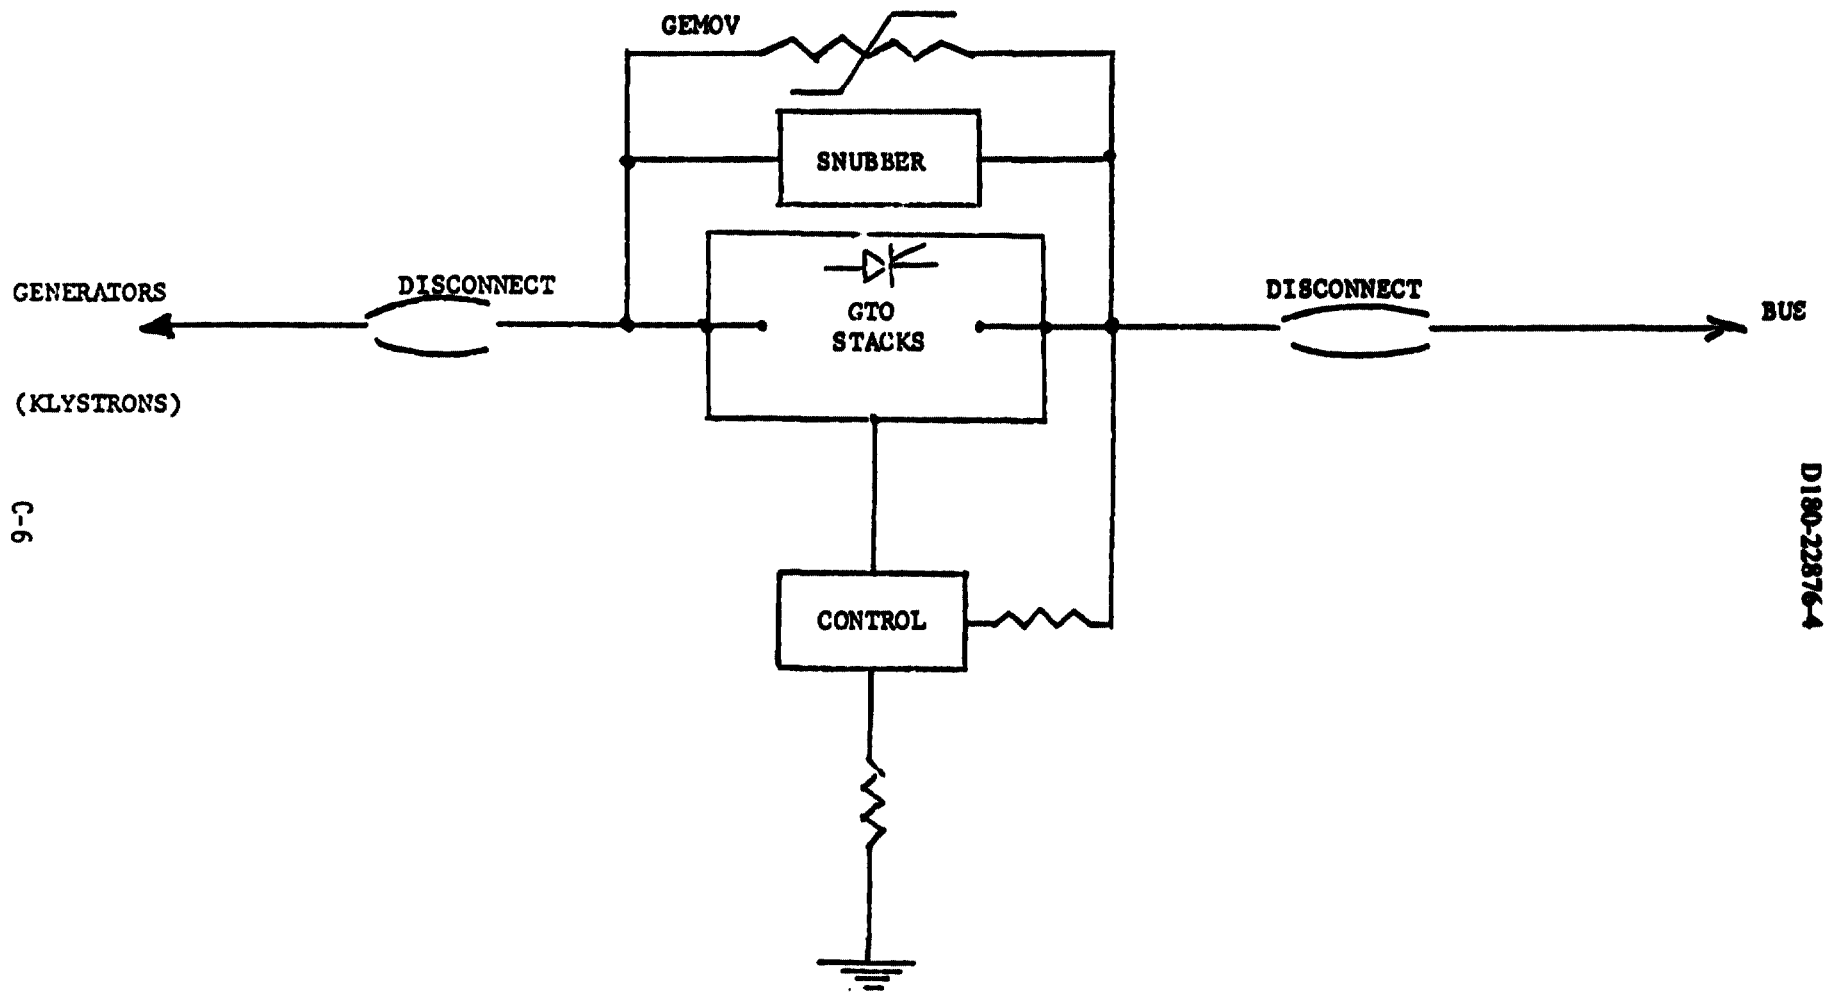 GEMOV
SNUBBER
GENERATORS
DISCONNECT
GTO
STACKS
DISCONNECT
BUS
(KLYSTRONS)
CONTROL
C-6
D180-22876-4